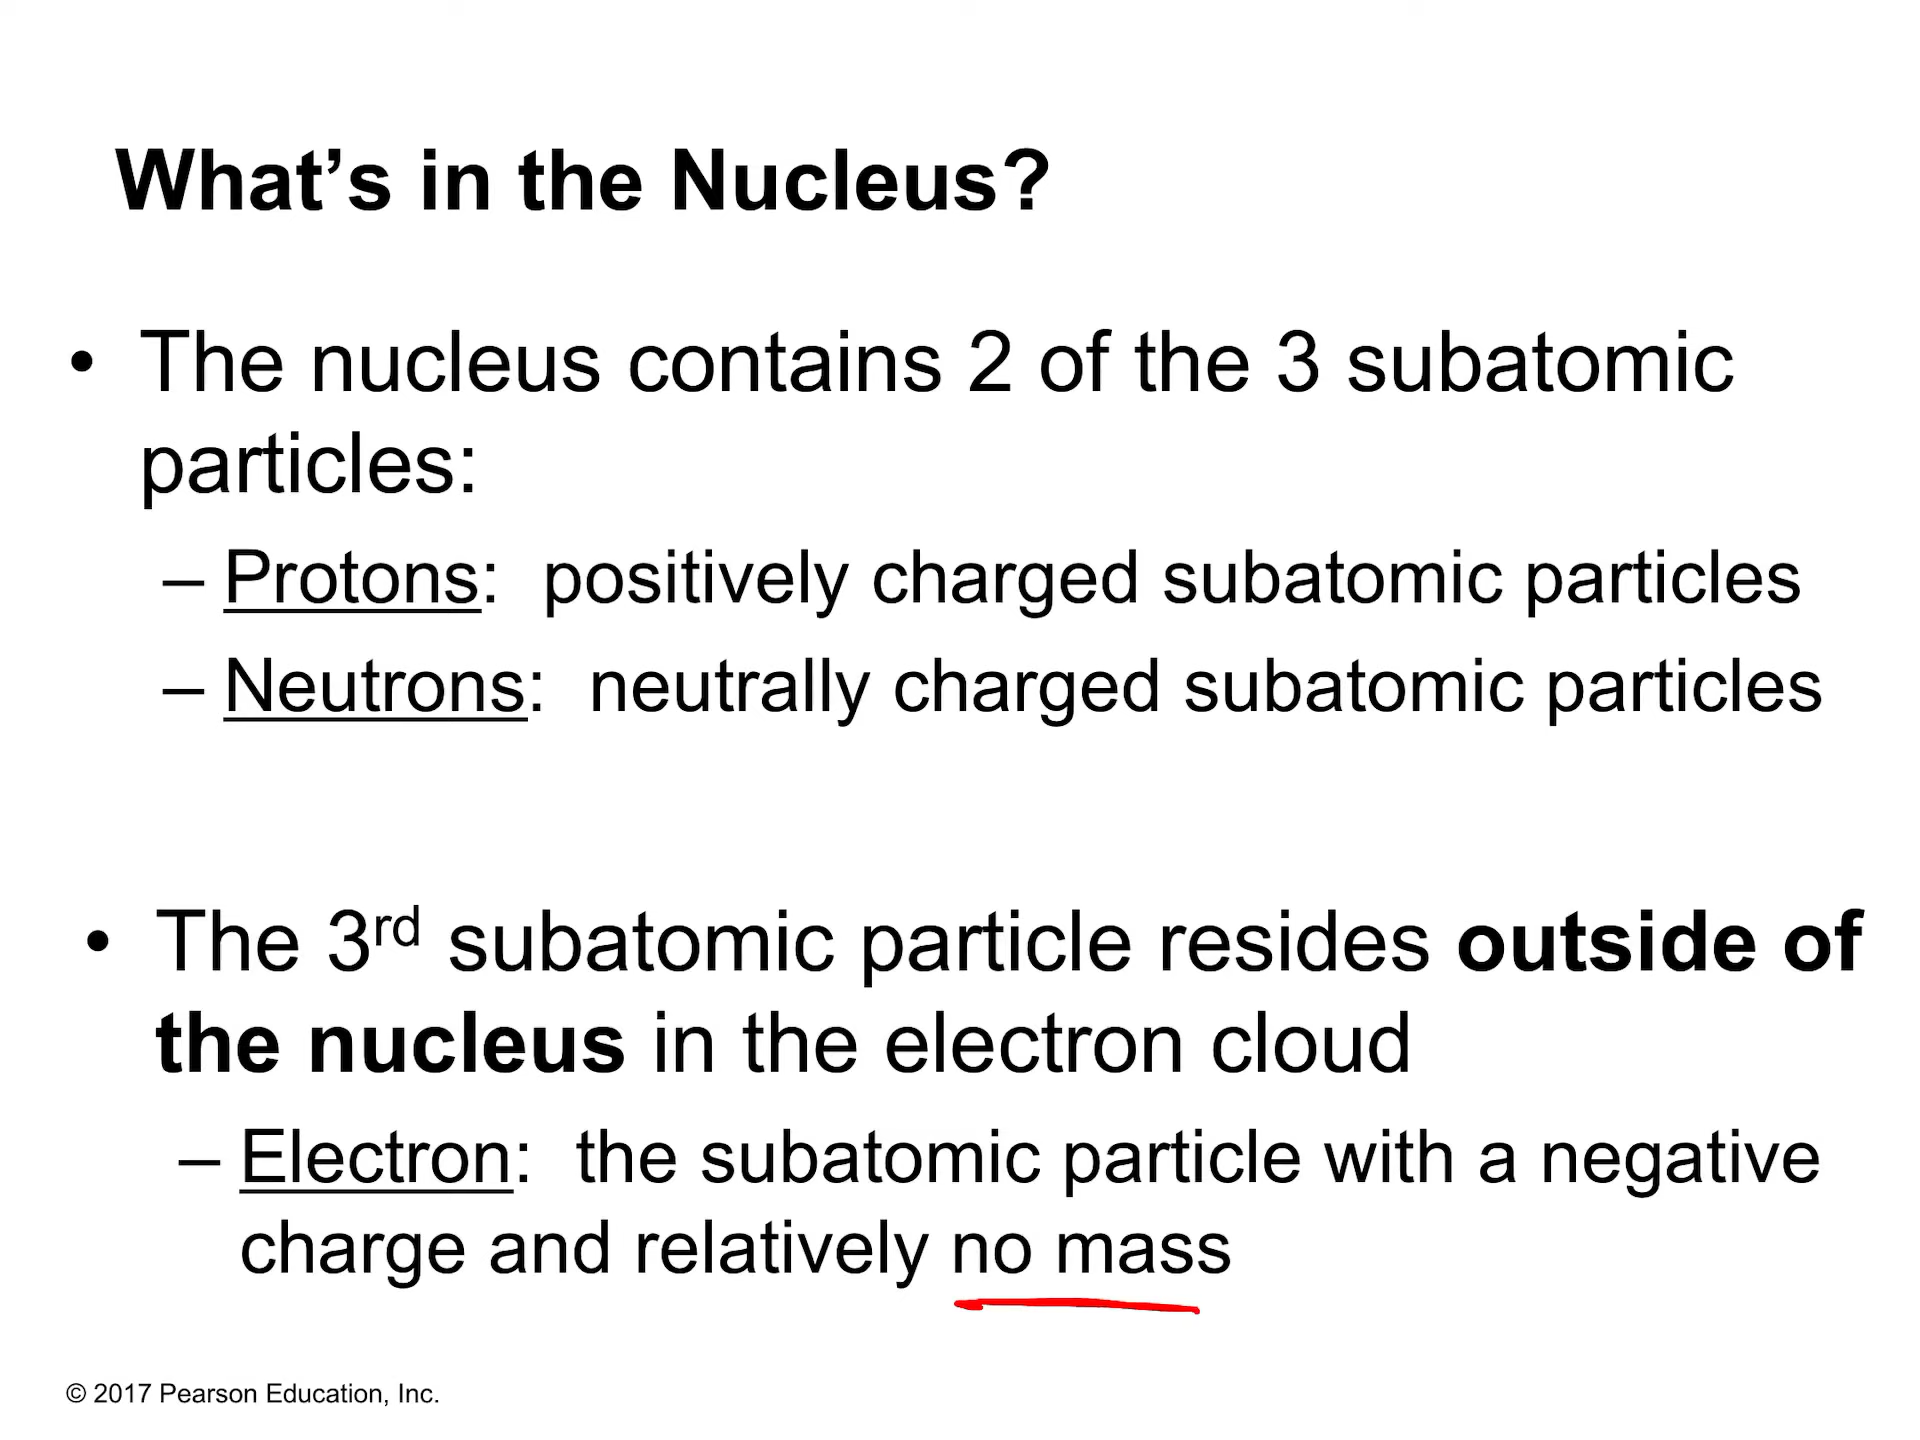 What’s in the Nucleus?
• The nucleus contains 2 of the 3 subatomic
particles:
– Protons:  positively charged subatomic particles
– Neutrons:  neutrally charged subatomic particles
• The 3rd subatomic particle resides outside of
the nucleus in the electron cloud
– Electron:  the subatomic particle with a negative
charge and relatively no mass
© 2017 Pearson Education, Inc.